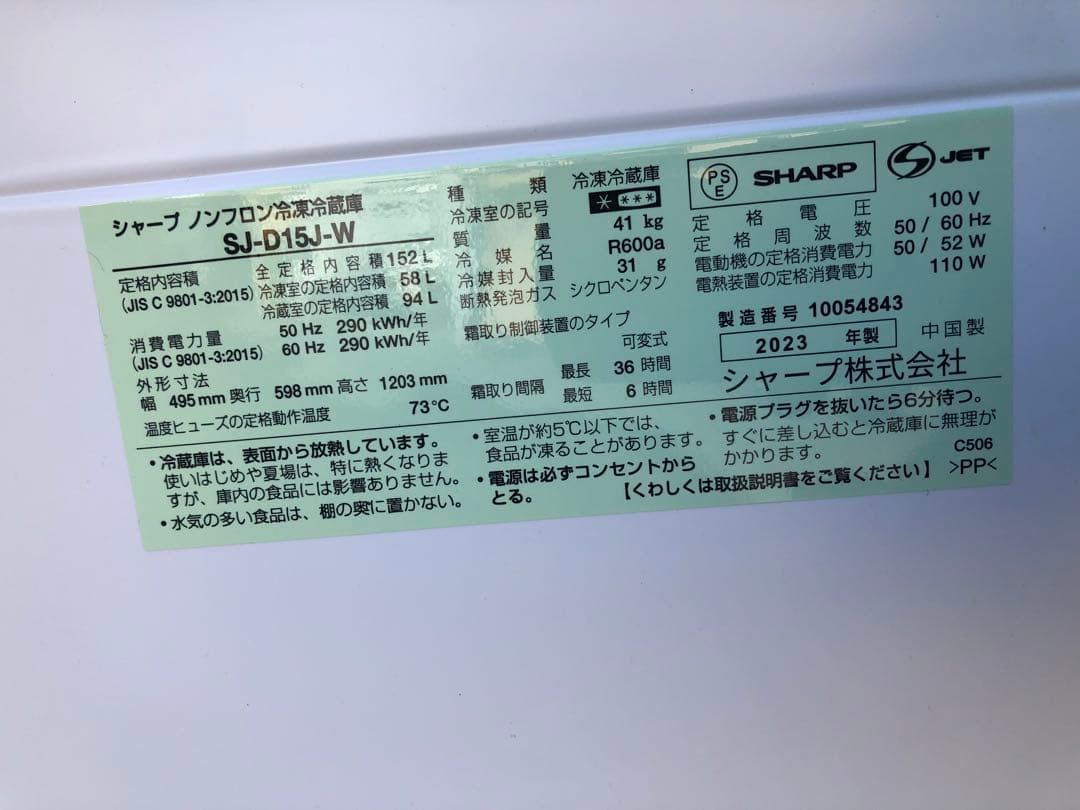 シャープ ノンフロン冷凍冷蔵庫
SJ-D15J-W
定格内容積
(JIS C 9801-3:2015)
全定格内容積 152 L
冷凍室の定格内容積 58 L
冷蔵室の定格内容積 94 L
消費電力量
(JIS C 9801-3:2015)
50 Hz 290 kWh/年
60 Hz 290 kWh/年
外形寸法
幅 495 mm 奥行 598 mm 高さ 1203 mm
温度ヒューズの定格動作温度 73℃
種類 冷凍冷蔵庫
冷凍室の記号 ****
質量 41 kg
冷媒名 R600a
冷媒封入量 31 g
断熱発泡ガス シクロペンタン
霜取り制御装置のタイプ
可変式
霜取り間隔
最長 36 時間
最短 6 時間
PSE SHARP
JET
定格電圧 100 V
定格周波数 50 / 60 Hz
電動機の定格消費電力 50 / 52 W
電熱装置の定格消費電力 110 W
製造番号 10054843
2023 年製 中国製
シャープ株式会社
・冷蔵庫は、表面から放熱しています。
使いはじめや夏場は、特に熱くなりま
すが、庫内の食品には影響ありません。
・水気の多い食品は、棚の奥に置かない。
・室温が約5℃以下では、
食品が凍ることがあります。
・電源は必ずコンセントから
とる。
・電源プラグを抜いたら6分待つ。
すぐに差し込むと冷蔵庫に無理が
かかります。
【くわしくは取扱説明書をご覧ください】
C506
>PP<